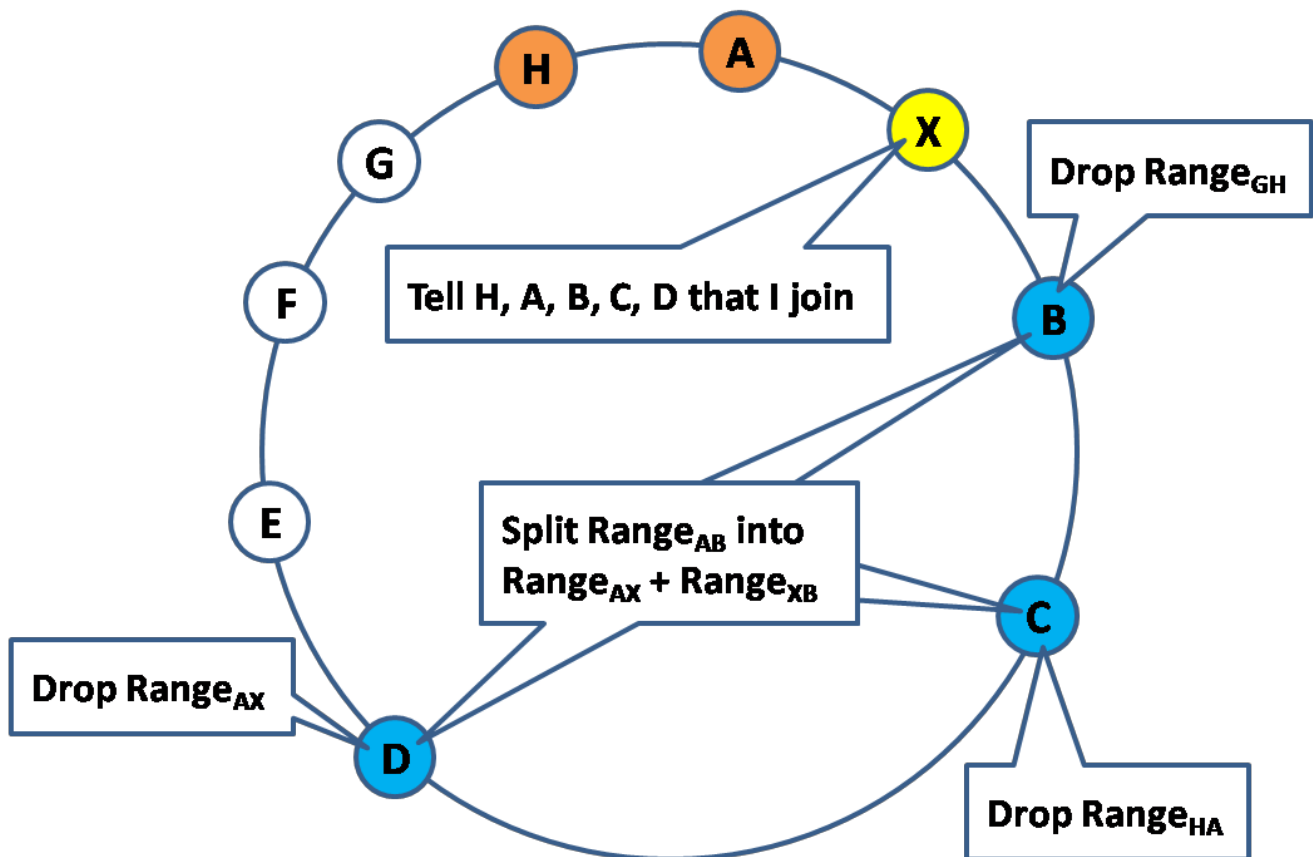 H
A
X
G
Drop Range_GH
Tell H, A, B, C, D that I join
F
B
E
Split Range_AB into
Range_AX + Range_XB
C
Drop Range_AX
D
Drop Range_HA